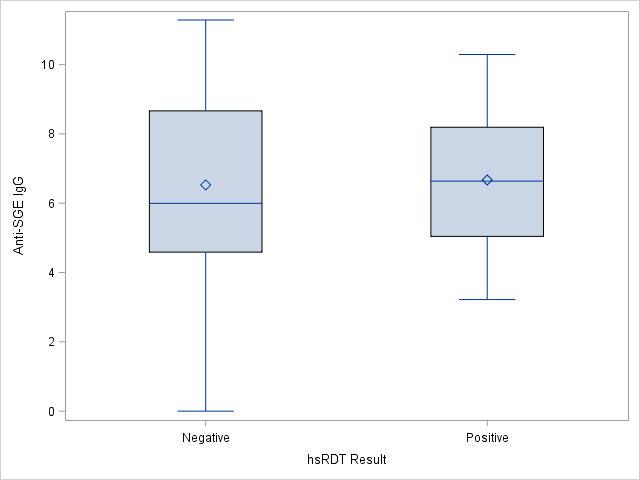 10
8
6
4
2
0
Anti-SGE IgG
Negative
Positive
hsRDT Result